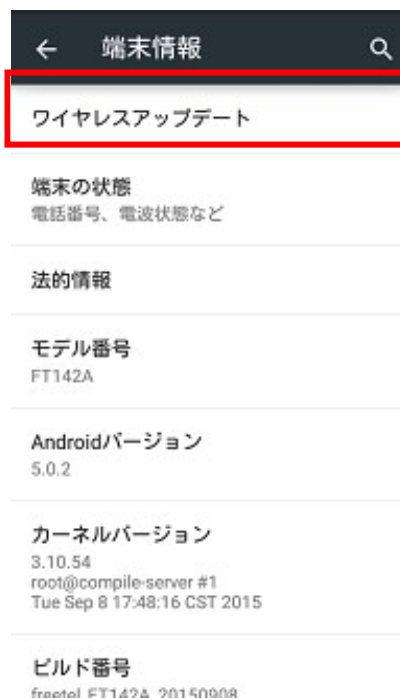 端末情報
ワイヤレスアップデート
端末の状態
電話番号、電波状態など
法的情報
モデル番号
FT142A
Androidバージョン
5.0.2
カーネルバージョン
3.10.54
root@compile-server #1
Tue Sep 8 17:48:16 CST 2015
ビルド番号
freetel_FT142A_20150908